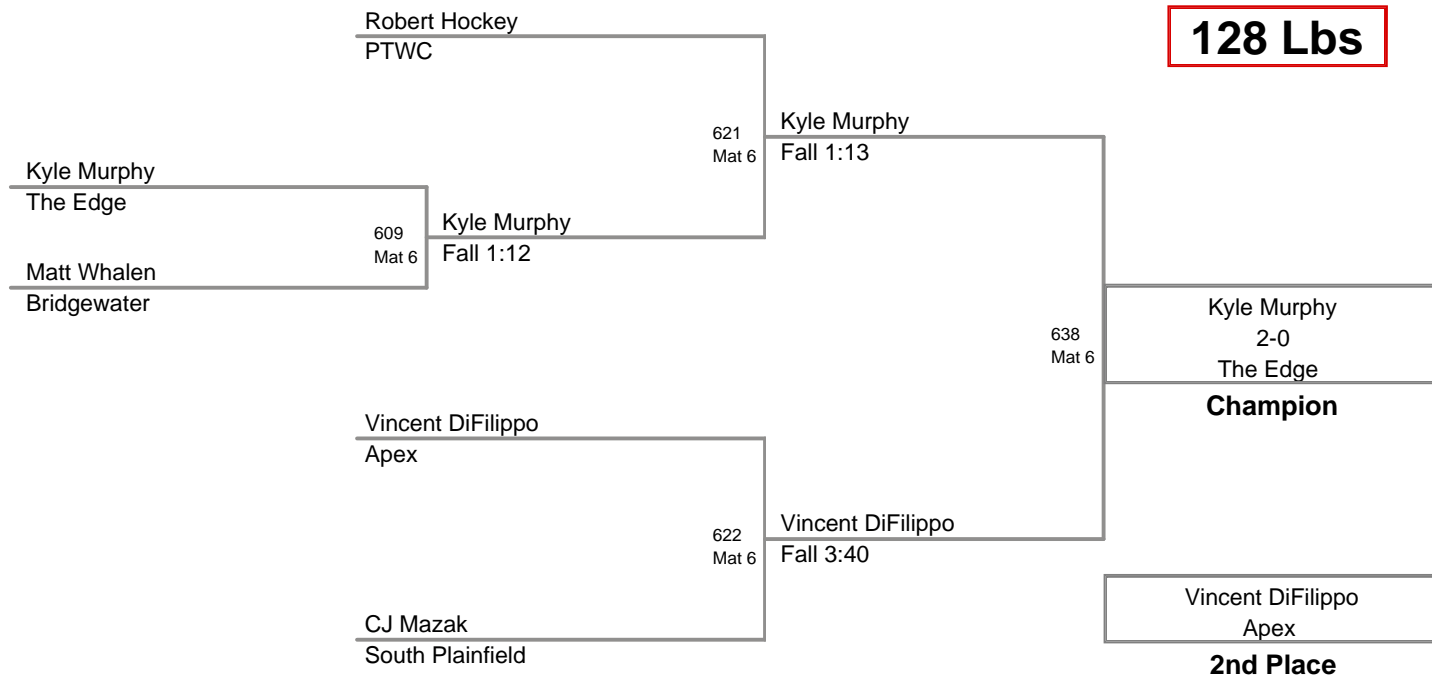 Robert Hockey
PTWC
128 Lbs
621
Mat 6
Kyle Murphy
Fall 1:13
Kyle Murphy
The Edge
609
Mat 6
Kyle Murphy
Fall 1:12
Matt Whalen
Bridgewater
638
Mat 6
Kyle Murphy
2-0
The Edge
Champion
Vincent DiFilippo
Apex
622
Mat 6
Vincent DiFilippo
Fall 3:40
CJ Mazak
South Plainfield
Vincent DiFilippo
Apex
2nd Place